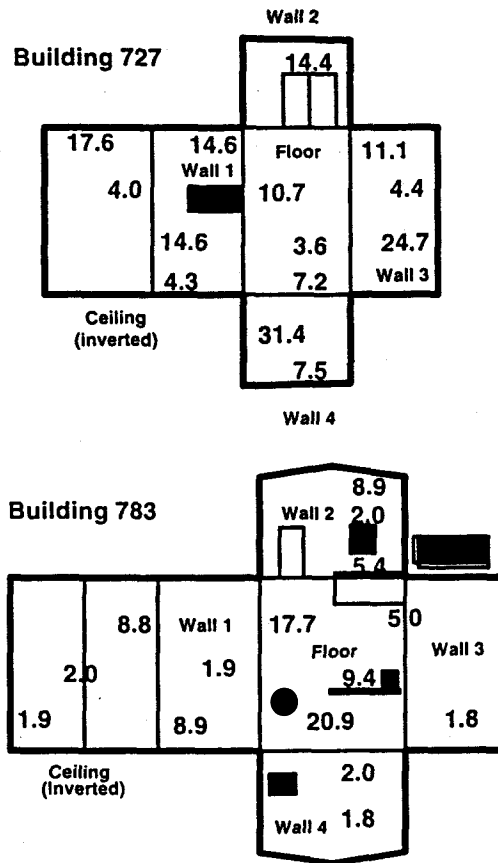 Wall 2
Building 727
14.4
17.6 14.6 Floor 11.1
Wall 1
4.0 10.7 4.4
14.6 3.6 24.7
4.3 7.2 Wall 3
Ceiling
(inverted)
31.4
7.5
Wall 4
8.9
Building 783 Wall 2 2.0
5.4
8.8 Wall 1 17.7 5.0
Floor Wall 3
2.0 1.9 9.4
1.9 8.9 20.9 1.8
Ceiling
(Inverted)
2.0
Wall 4 1.8